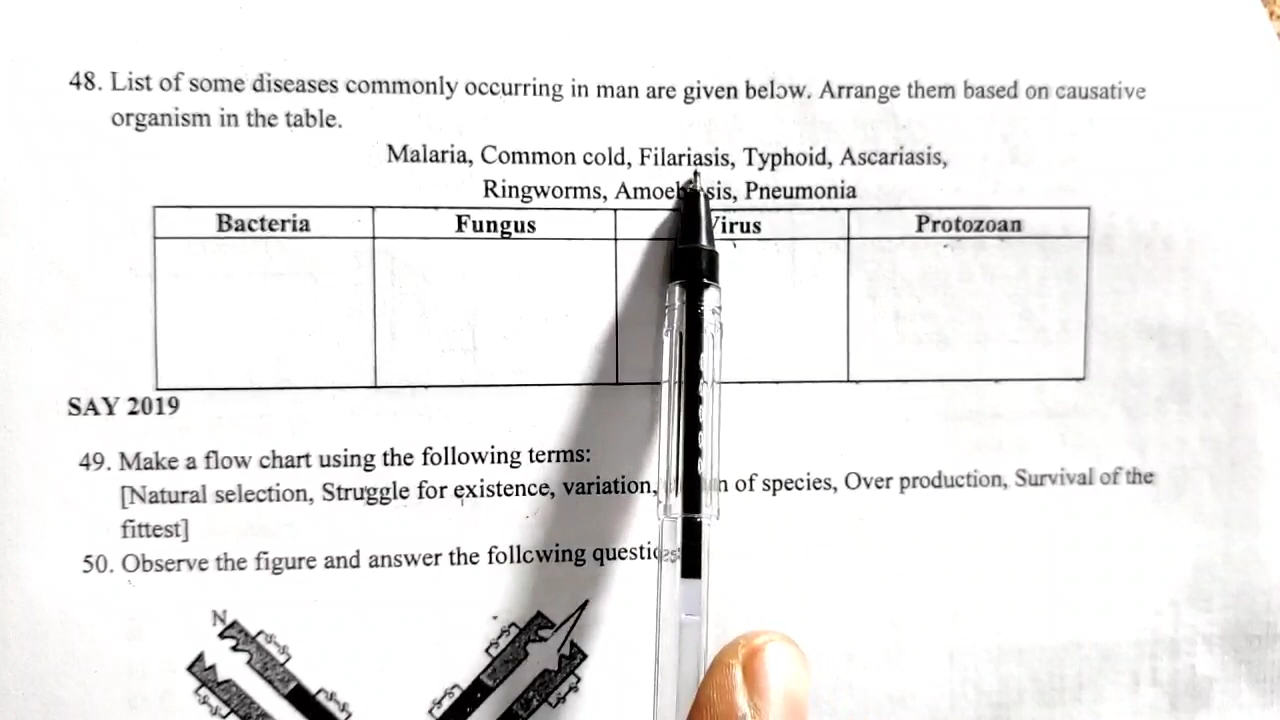 48. List of some diseases commonly occurring in man are given below. Arrange them based on causative
organism in the table.
Malaria, Common cold, Filariasis, Typhoid, Ascariasis,
Ringworms, Pneumonia
Bacteria Fungus Virus Protozoan
SAY 2019
49. Make a flow chart using the following terms:
[Natural selection, Struggle for existence, variation, of species, Over production, Survival of the
fittest]
50. Observe the figure and answer the following
N